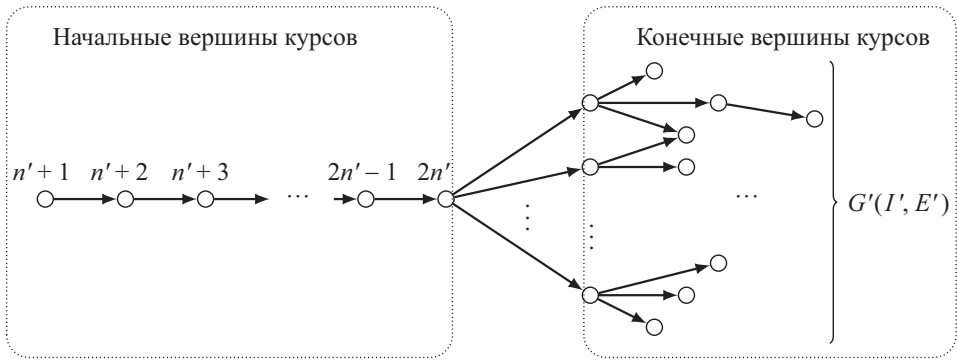 Начальные вершины курсов
Конечные вершины курсов
n′ + 1 n′ + 2 n′ + 3 ... 2n′ – 1 2n′
...
G′(I′, E′)